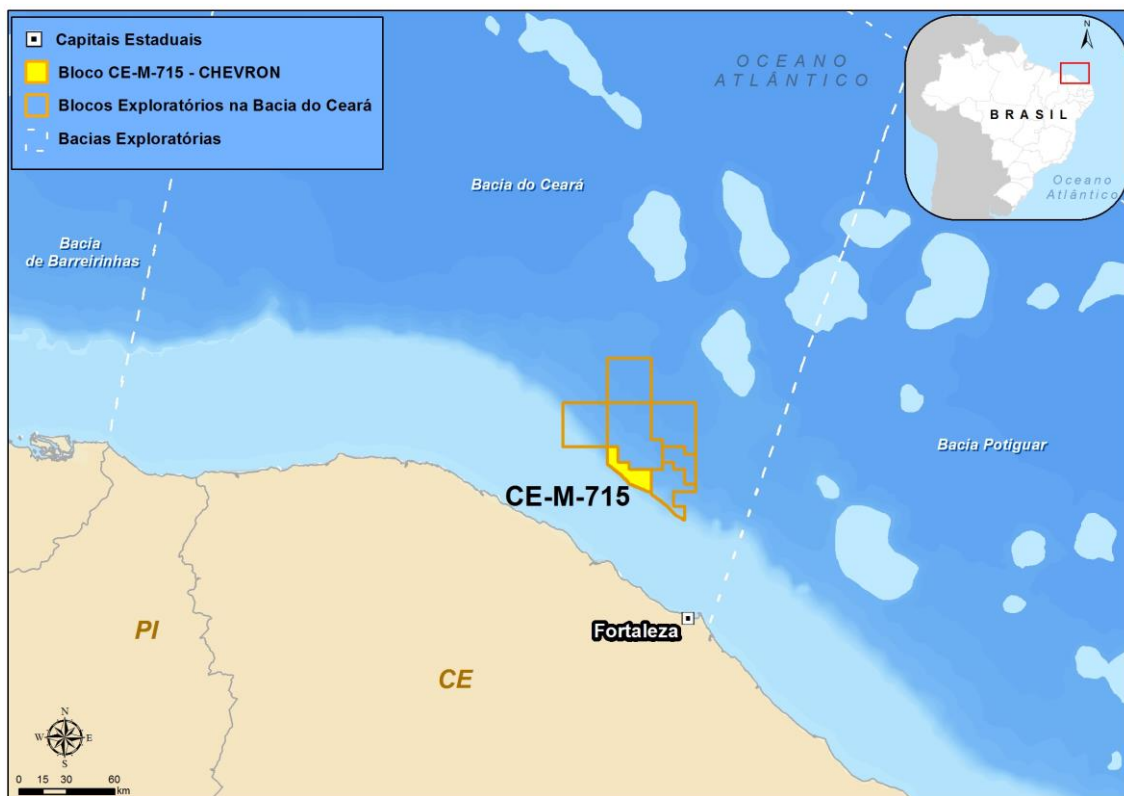 Capitais Estaduais
Bloco CE-M-715 - CHEVRON
Blocos Exploratórios na Bacia do Ceará
Bacias Exploratórias
OCEANO
ATLÂNTICO
N
BRASIL
Oceano
Atlântico
Bacia do Ceará
Bacia
de Barreirinhas
Bacia Potiguar
CE-M-715
Fortaleza
PI
CE
N
W E
S
0 15 30 60
km